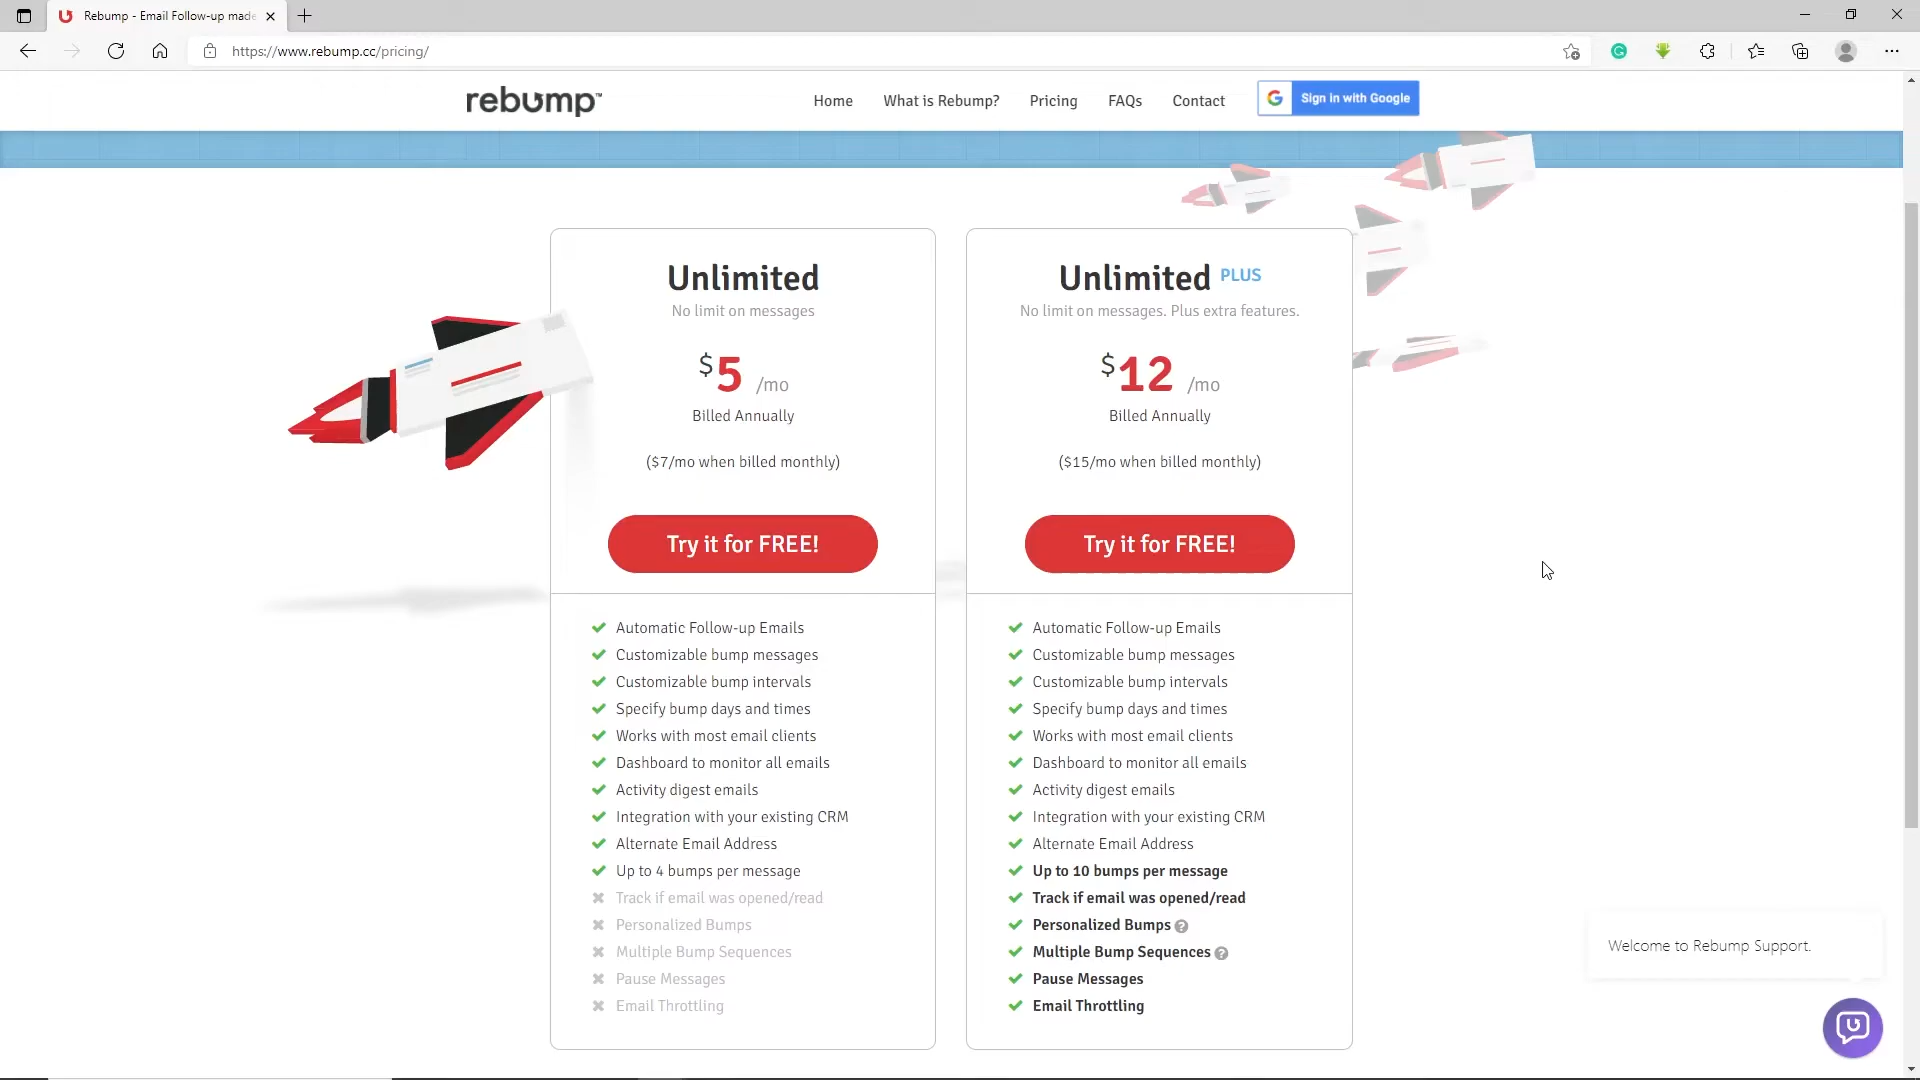 Rebump - Email Follow-up made
https://www.rebump.cc/pricing/
rebump™
Home
What is Rebump?
Pricing
FAQs
Contact
G
Sign in with Google
Unlimited
No limit on messages
$5 /mo
Billed Annually
($7/mo when billed monthly)
Try it for FREE!
Automatic Follow-up Emails
Customizable bump messages
Customizable bump intervals
Specify bump days and times
Works with most email clients
Dashboard to monitor all emails
Activity digest emails
Integration with your existing CRM
Alternate Email Address
Up to 4 bumps per message
Track if email was opened/read
Personalized Bumps
Multiple Bump Sequences
Pause Messages
Email Throttling
Unlimited PLUS
No limit on messages. Plus extra features.
$12 /mo
Billed Annually
($15/mo when billed monthly)
Try it for FREE!
Automatic Follow-up Emails
Customizable bump messages
Customizable bump intervals
Specify bump days and times
Works with most email clients
Dashboard to monitor all emails
Activity digest emails
Integration with your existing CRM
Alternate Email Address
Up to 10 bumps per message
Track if email was opened/read
Personalized Bumps ?
Multiple Bump Sequences ?
Pause Messages
Email Throttling
Welcome to Rebump Support.